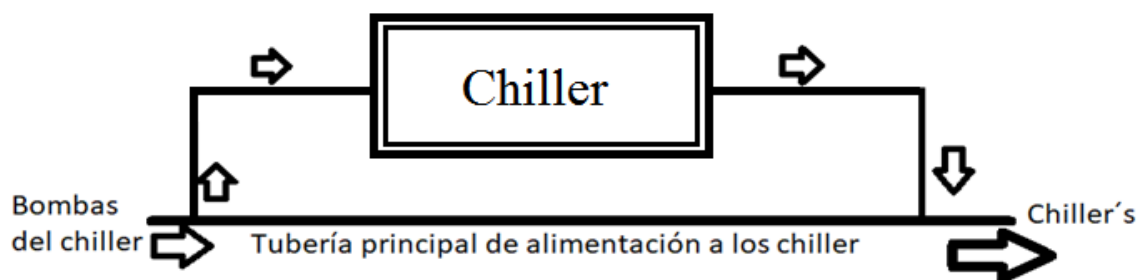 Chiller
Bombas
del chiller
Tubería principal de alimentación a los chiller
Chiller´s